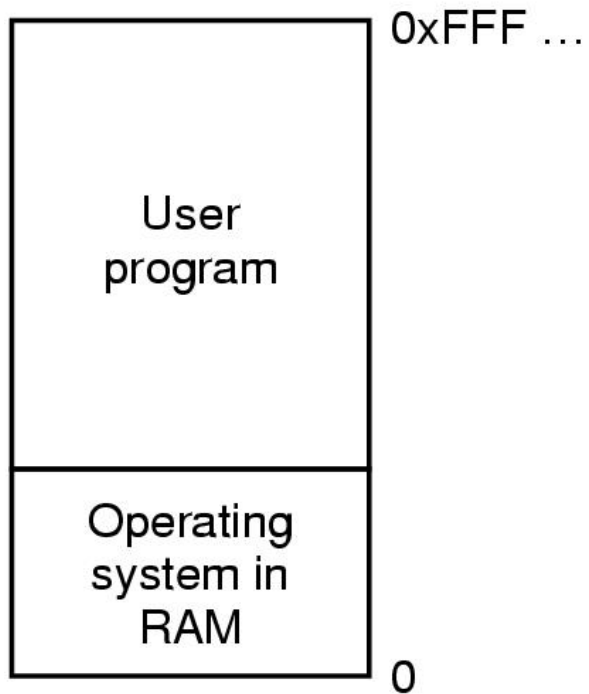 0xFFF ...
User
program
Operating
system in
RAM
0